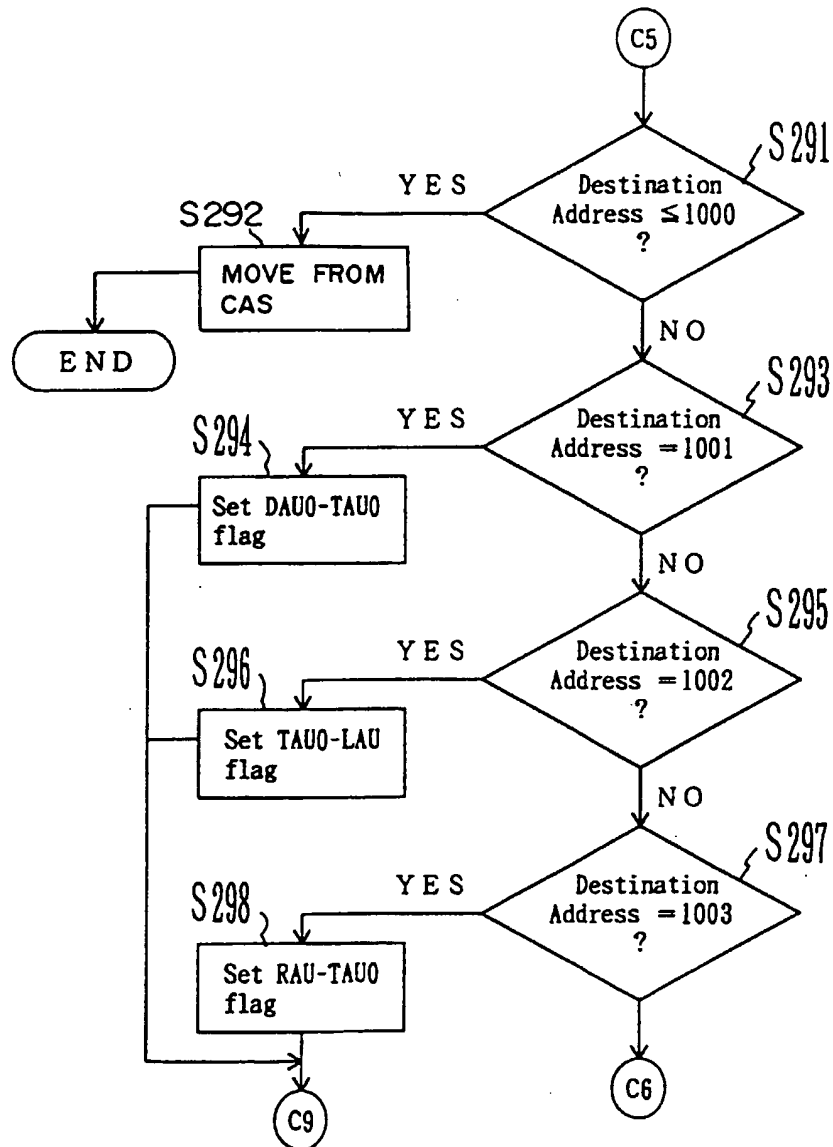 C5
S291
Destination
Address ≦1000
?
YES
S292
MOVE FROM
CAS
END
NO
S293
Destination
Address =1001
?
YES
S294
Set DAU0-TAU0
flag
NO
S295
Destination
Address =1002
?
YES
S296
Set TAU0-LAU
flag
NO
S297
Destination
Address =1003
?
YES
S298
Set RAU-TAU0
flag
C9
C6